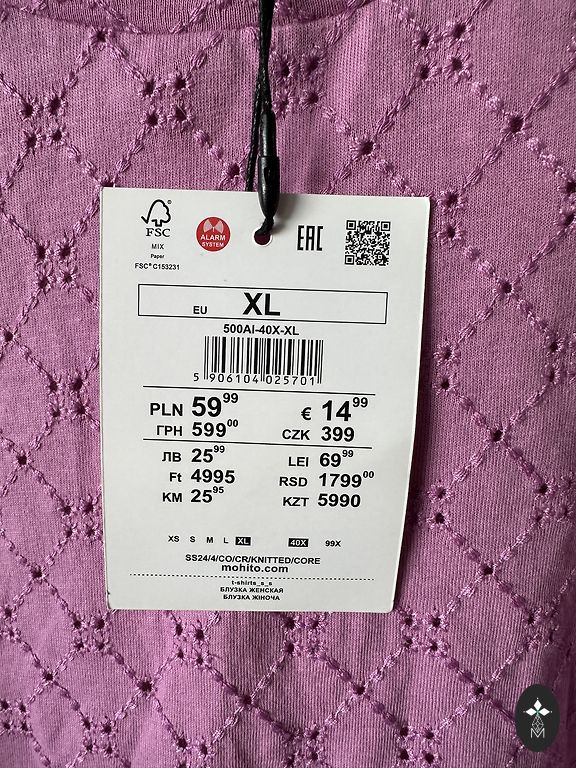 FSC
MIX
Paper
FSC® C153231
ALARM
SYSTEM
EAC
EU XL
500AI-40X-XL
5 906104 025701
PLN 59 99
€ 14 99
ГРН 599 00
CZK 399
ЛВ 25 99
LEI 69 99
Ft 4995
RSD 1799 00
KM 25 95
KZT 5990
XS S M L XL 40X 99X
SS24/4/CO/CR/KNITTED/CORE
mohito.com
t-shirts_s_s
БЛУЗКА ЖЕНСКАЯ
БЛУЗКА ЖІНОЧА
M